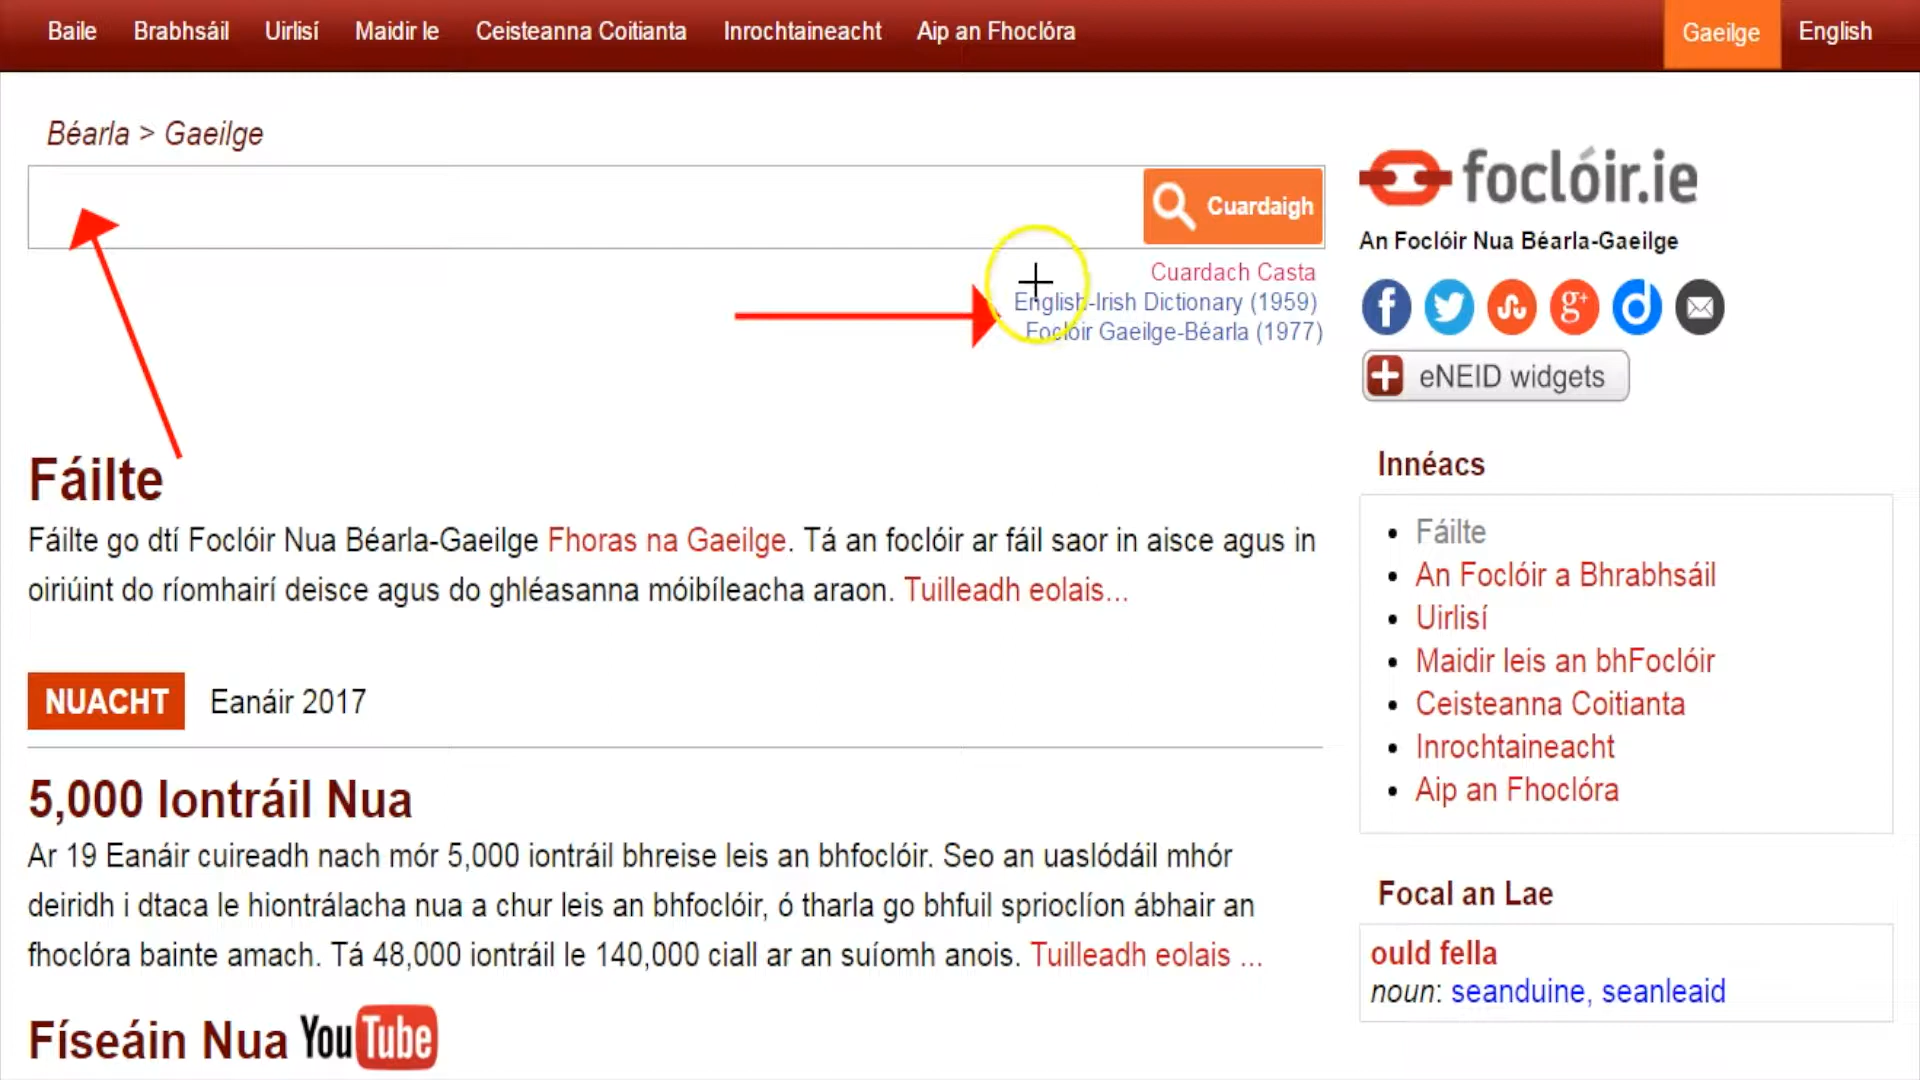 Baile Brabhsáil Uirlisí Maidir le Ceisteanna Coitianta Inrochtaineacht Aip an Fhoclóra Gaeilge English
Béarla > Gaeilge
Cuardaigh
Cuardach Casta
English-Irish Dictionary (1959)
Foclóir Gaeilge-Béarla (1977)
Fáilte
Fáilte go dtí Foclóir Nua Béarla-Gaeilge Fhoras na Gaeilge. Tá an foclóir ar fáil saor in aisce agus in
oiriúint do ríomhairí deisce agus do ghléasanna móibíleacha araon. Tuilleadh eolais...
NUACHT Eanáir 2017
5,000 Iontráil Nua
Ar 19 Eanáir cuireadh nach mór 5,000 iontráil bhreise leis an bhfoclóir. Seo an uaslódáil mhór
deiridh i dtaca le hiontrálacha nua a chur leis an bhfoclóir, ó tharla go bhfuil sprioclíon ábhair an
fhoclóra bainte amach. Tá 48,000 iontráil le 140,000 ciall ar an suíomh anois. Tuilleadh eolais ...
Físeáin Nua YouTube
foclóir.ie
An Foclóir Nua Béarla-Gaeilge
eNEID widgets
Innéacs
Fáilte
An Foclóir a Bhrabhsáil
Uirlisí
Maidir leis an bhFoclóir
Ceisteanna Coitianta
Inrochtaineacht
Aip an Fhoclóra
Focal an Lae
ould fella
noun: seanduine, seanleaid